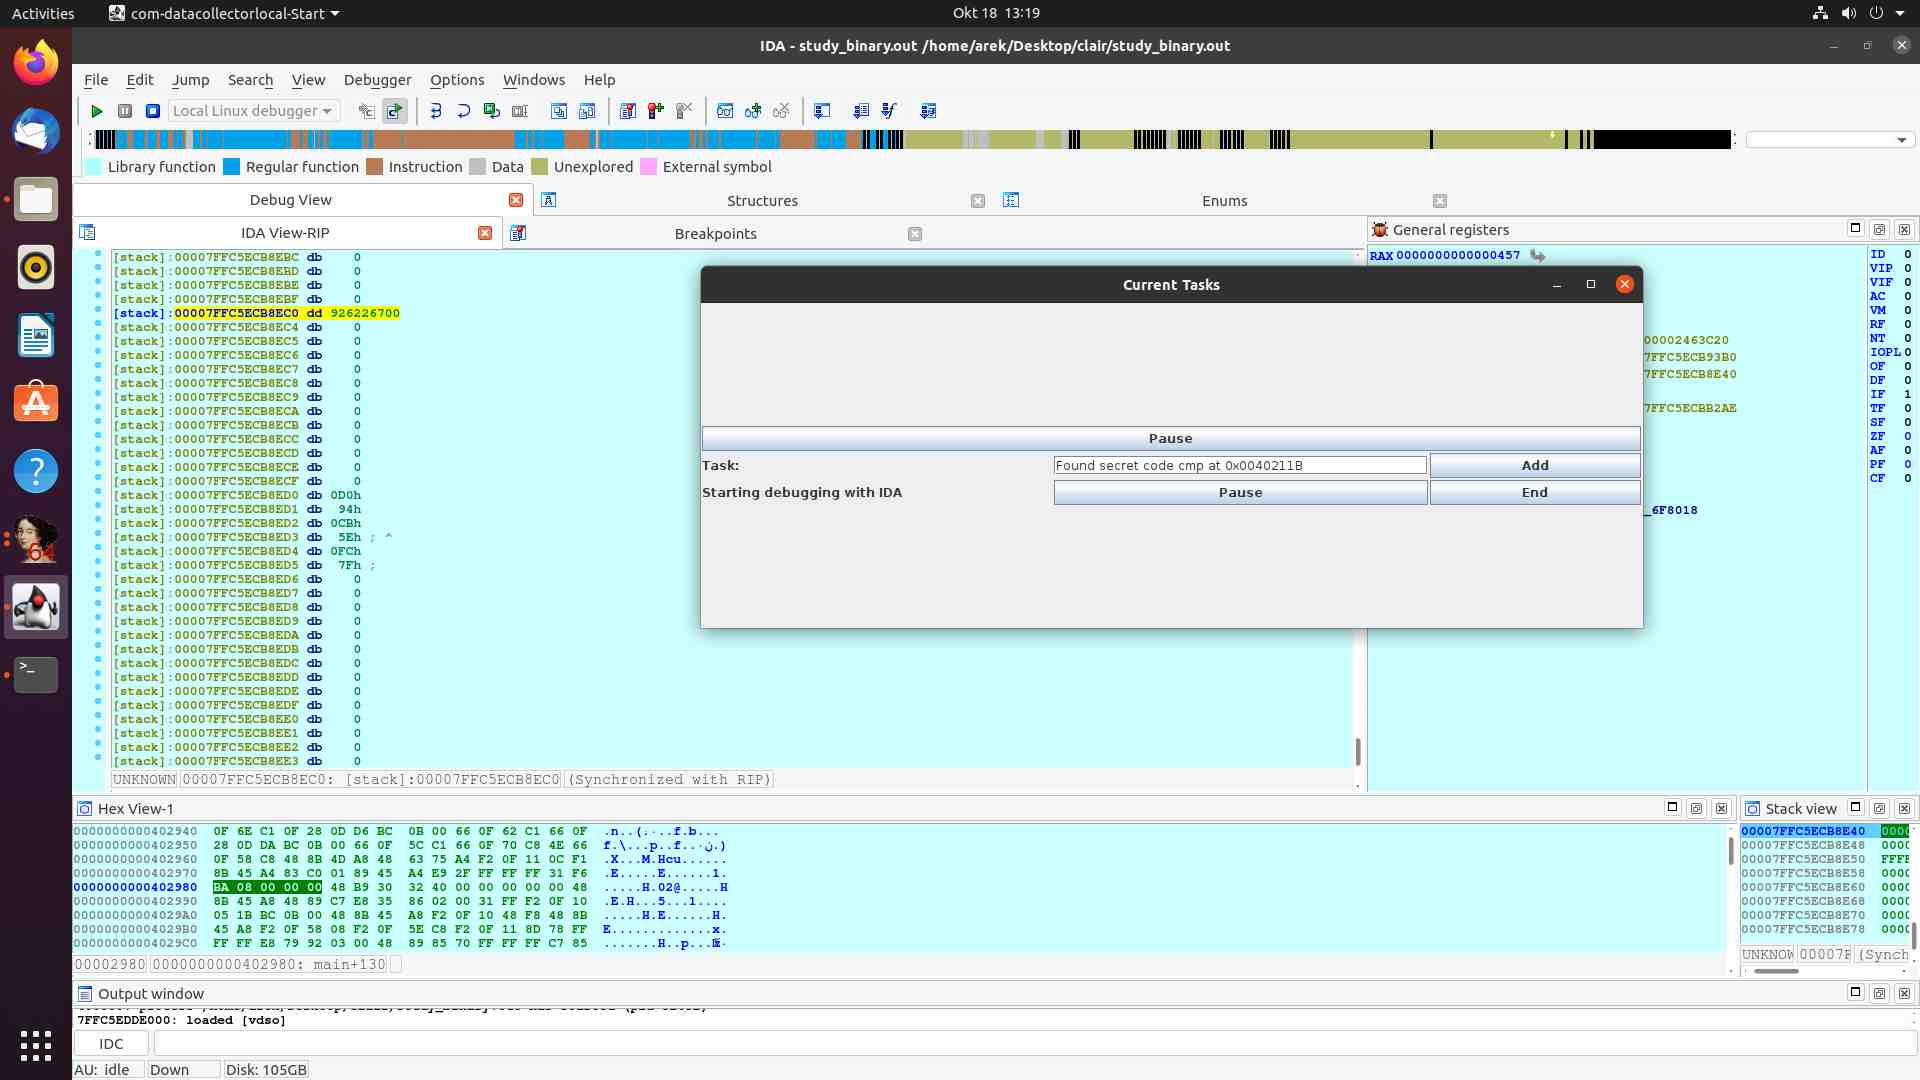 Activities
com-datacollectorlocal-Start
Okt 18 13:19
IDA - study_binary.out /home/arek/Desktop/clair/study_binary.out
File Edit Jump Search View Debugger Options Windows Help
Local Linux debugger
Library function Regular function Instruction Data Unexplored External symbol
Debug View
Structures
Enums
IDA View-RIP
Breakpoints
General registers
[stack]:00007FFC5ECB8EBC db 0
[stack]:00007FFC5ECB8EBD db 0
[stack]:00007FFC5ECB8EBE db 0
[stack]:00007FFC5ECB8EBF db 0
[stack]:00007FFC5ECB8EC0 dd 926226700
[stack]:00007FFC5ECB8EC4 db 0
[stack]:00007FFC5ECB8EC5 db 0
[stack]:00007FFC5ECB8EC6 db 0
[stack]:00007FFC5ECB8EC7 db 0
[stack]:00007FFC5ECB8EC8 db 0
[stack]:00007FFC5ECB8EC9 db 0
[stack]:00007FFC5ECB8ECA db 0
[stack]:00007FFC5ECB8ECB db 0
[stack]:00007FFC5ECB8ECC db 0
[stack]:00007FFC5ECB8ECD db 0
[stack]:00007FFC5ECB8ECE db 0
[stack]:00007FFC5ECB8ECF db 0
[stack]:00007FFC5ECB8ED0 db 0D0h
[stack]:00007FFC5ECB8ED1 db 94h
[stack]:00007FFC5ECB8ED2 db 0CBh
[stack]:00007FFC5ECB8ED3 db 5Eh ; ^
[stack]:00007FFC5ECB8ED4 db 0FCh
[stack]:00007FFC5ECB8ED5 db 7Fh ;
[stack]:00007FFC5ECB8ED6 db 0
[stack]:00007FFC5ECB8ED7 db 0
[stack]:00007FFC5ECB8ED8 db 0
[stack]:00007FFC5ECB8ED9 db 0
[stack]:00007FFC5ECB8EDA db 0
[stack]:00007FFC5ECB8EDB db 0
[stack]:00007FFC5ECB8EDC db 0
[stack]:00007FFC5ECB8EDD db 0
[stack]:00007FFC5ECB8EDE db 0
[stack]:00007FFC5ECB8EDF db 0
[stack]:00007FFC5ECB8EE0 db 0
[stack]:00007FFC5ECB8EE1 db 0
[stack]:00007FFC5ECB8EE2 db 0
[stack]:00007FFC5ECB8EE3 db 0
UNKNOWN 00007FFC5ECB8EC0: [stack]:00007FFC5ECB8EC0 (Synchronized with RIP)
Current Tasks
Pause
Task:
Found secret code cmp at 0x0040211B
Add
Starting debugging with IDA
Pause
End
RAX 0000000000000457
00002463C20
7FFC5ECB93B0
7FFC5ECB8E40
7FFC5ECBB2AE
_6F8018
ID 0
VIP 0
VIF 0
AC 0
VM 0
RF 0
NT 0
IOPL 0
OF 0
DF 0
IF 1
TF 0
SF 0
ZF 0
AF 0
PF 0
CF 0
Hex View-1
0000000000402940 0F 6E C1 0F 28 0D D6 BC 0B 00 66 0F 62 C1 66 0F
0000000000402950 28 0D DA BC 0B 00 66 0F 5C C1 66 0F 70 C8 4E 66
0000000000402960 0F 58 C8 48 8B 4D A8 48 63 75 A4 F2 0F 11 0C F1
0000000000402970 8B 45 A4 83 C0 01 89 45 A4 E9 2F FF FF FF 31 F6
0000000000402980 BA 08 00 00 00 48 B9 30 32 40 00 00 00 00 00 48
0000000000402990 8B 45 A8 48 89 C7 E8 35 86 02 00 31 FF F2 0F 10
00000000004029A0 05 1B BC 0B 00 48 8B 45 A8 F2 0F 10 48 F8 48 8B
00000000004029B0 45 A8 F2 0F 58 08 F2 0F 5E C8 F2 0F 11 8D 78 FF
00000000004029C0 FF FF E8 79 92 03 00 48 89 85 70 FF FF FF C7 85
00002980 0000000000402980: main+130
Stack view
00007FFC5ECB8E40 0000
00007FFC5ECB8E48 0000
00007FFC5ECB8E50 FFFF
00007FFC5ECB8E58 0000
00007FFC5ECB8E60 0000
00007FFC5ECB8E68 0000
00007FFC5ECB8E70 0000
00007FFC5ECB8E78 0000
UNKNOW 00007F (Synch
Output window
7FFC5EDDE000: loaded [vdso]
IDC
AU: idle Down Disk: 105GB